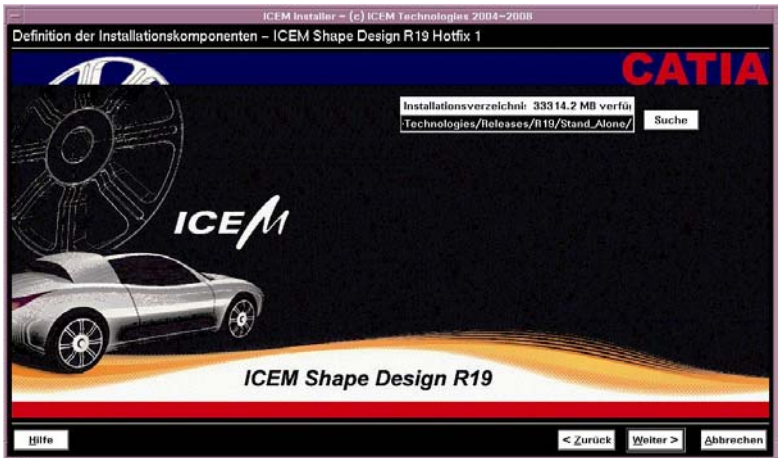 ICEM Installer – (c) ICEM Technologies 2004–2008
Definition der Installationskomponenten – ICEM Shape Design R19 Hotfix 1
CATIA
Installationsverzeichni: 33314.2 MB verfü
-Technologies/Releases/R19/Stand_Alone/
Suche
ICEM
ICEM Shape Design R19
Hilfe
< Zurück
Weiter >
Abbrechen